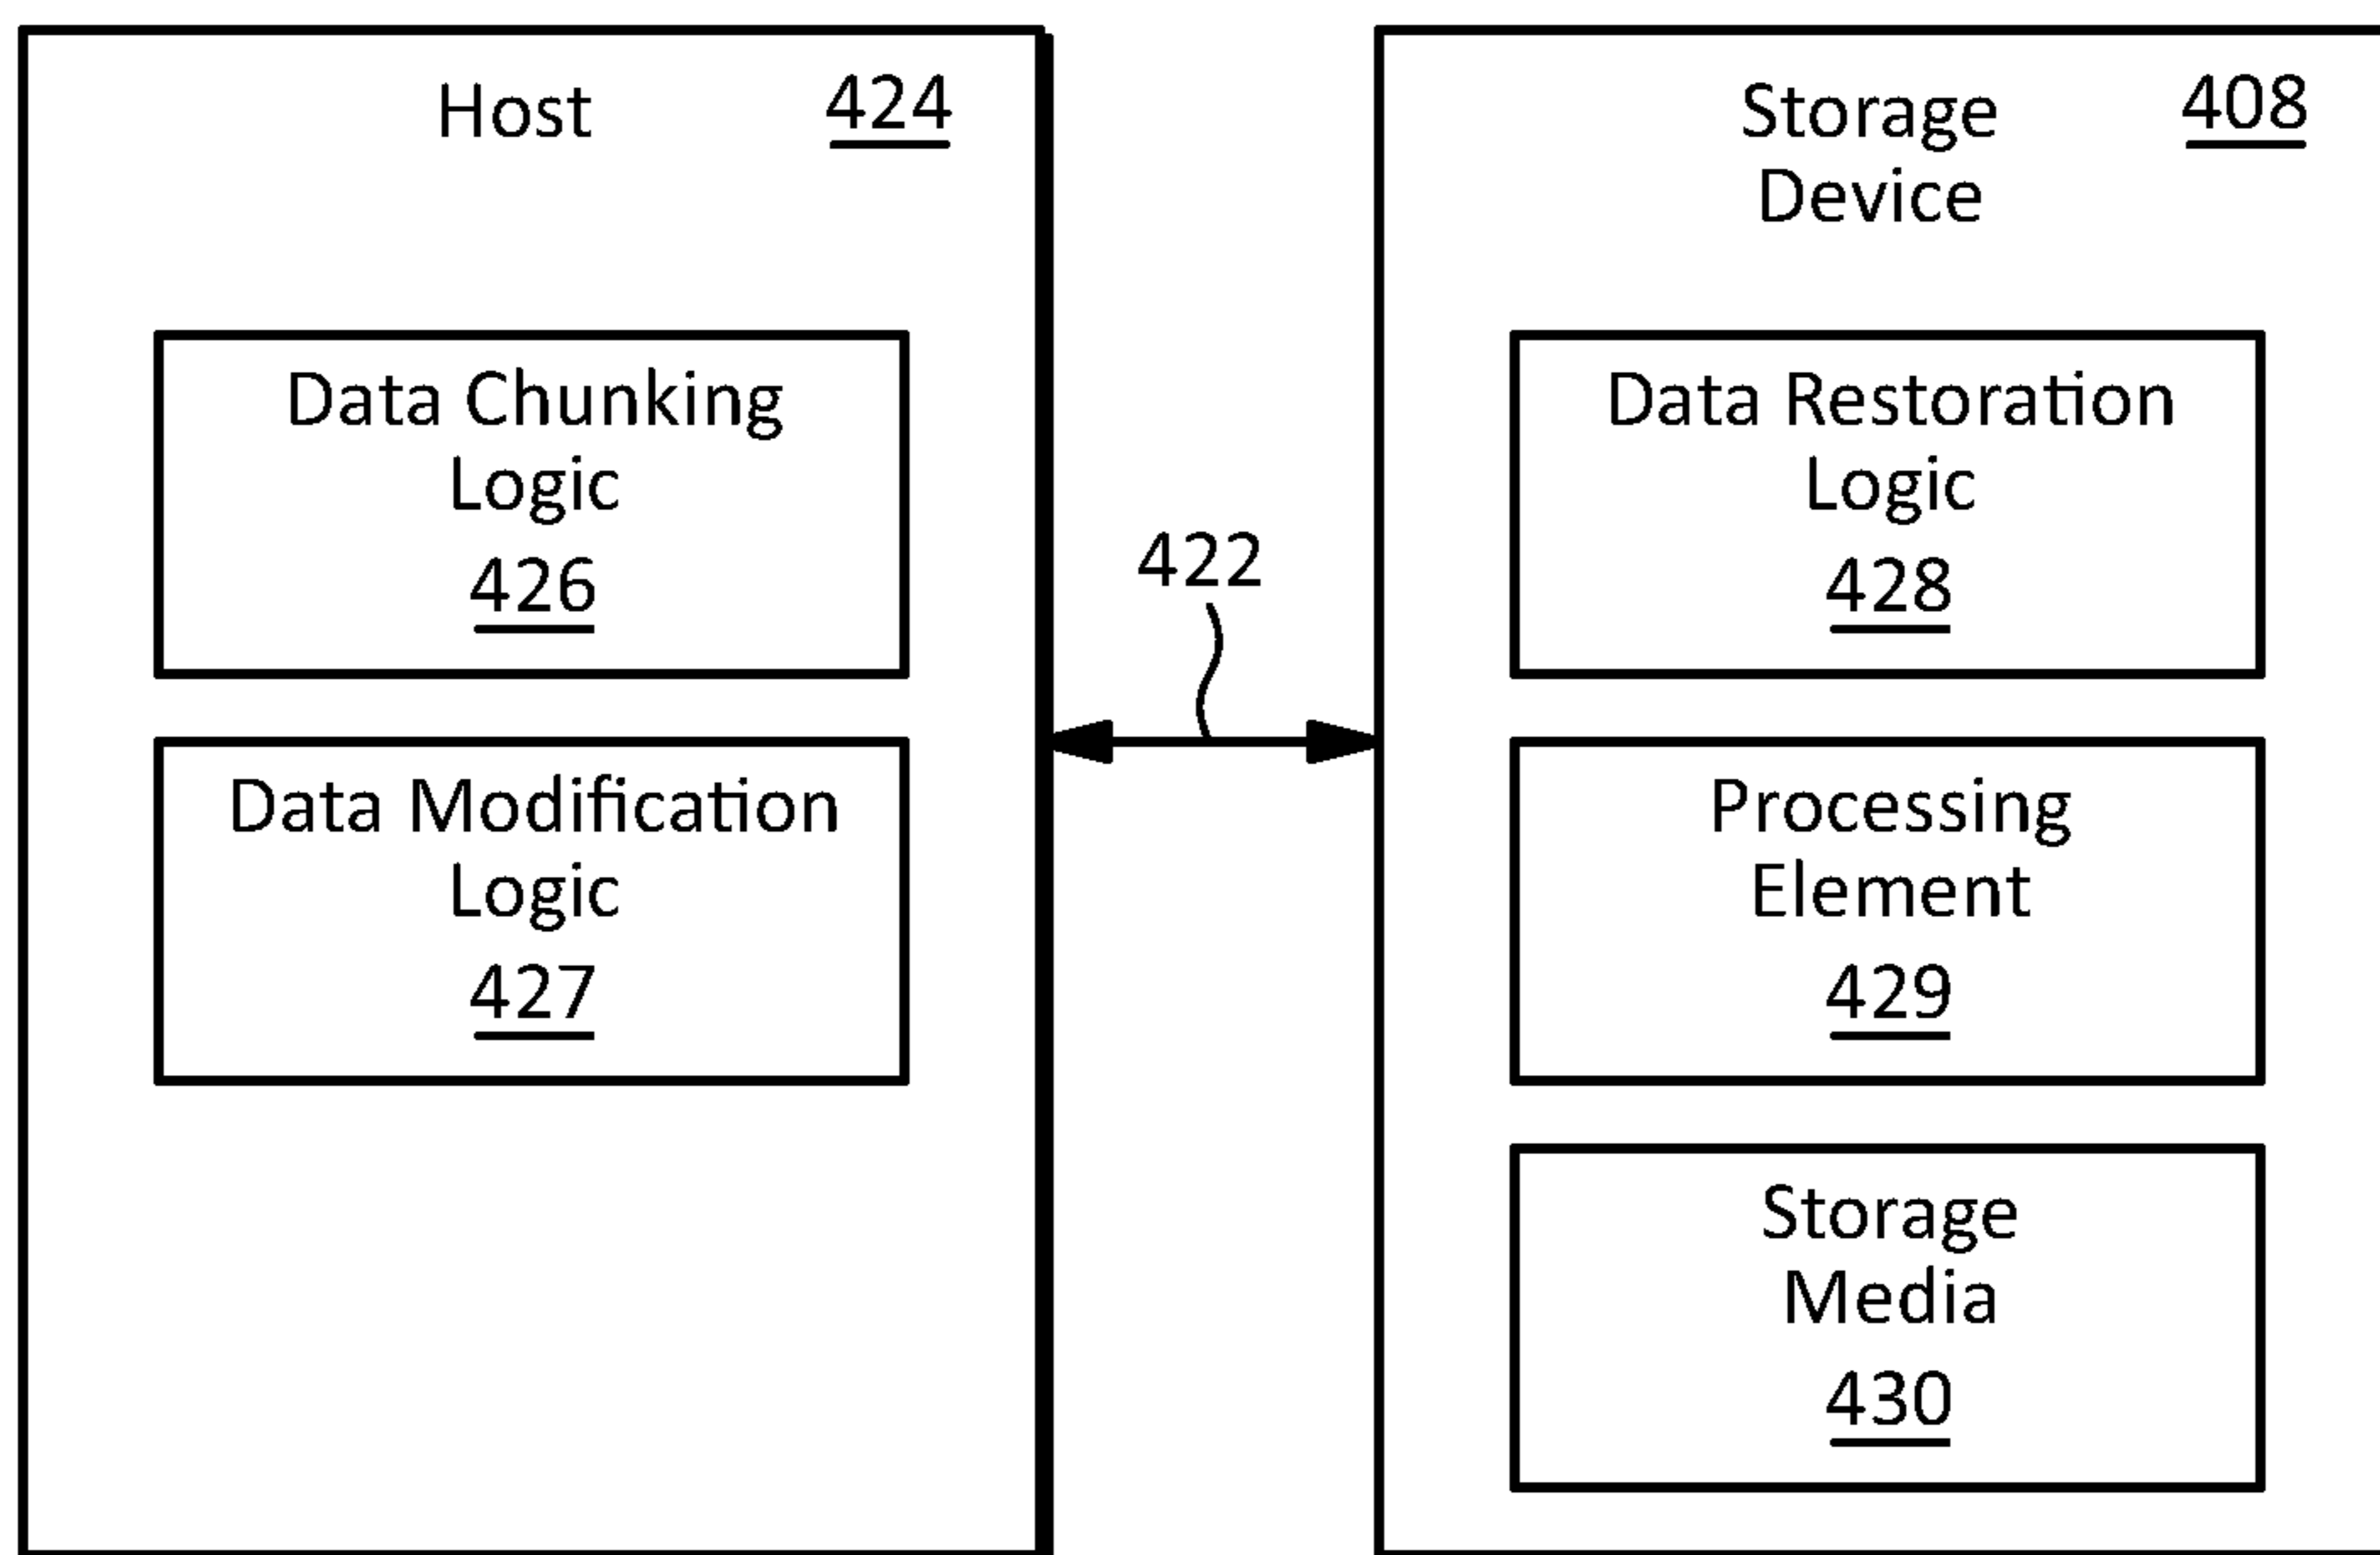 Host 424
Data Chunking
Logic
426
Data Modification
Logic
427
422
Storage 408
Device
Data Restoration
Logic
428
Processing
Element
429
Storage
Media
430